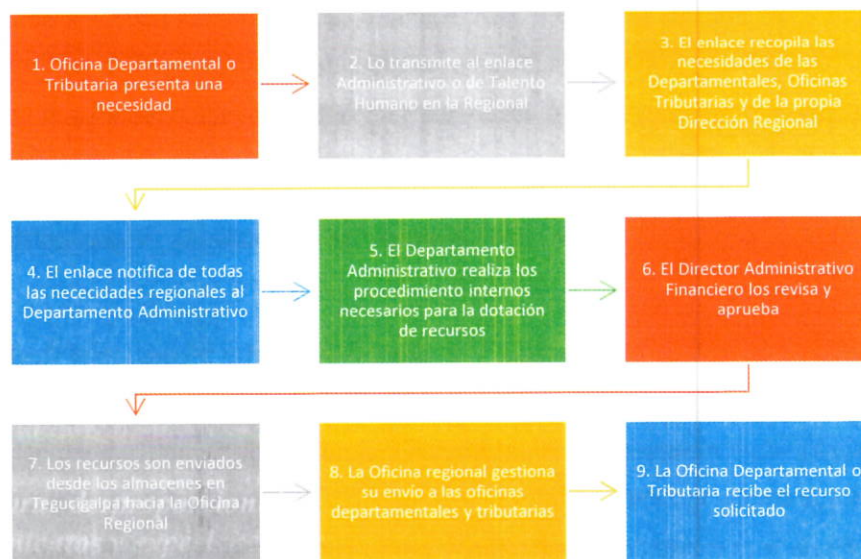 1. Oficina Departamental o
Tributaria presenta una
necesidad
2. Lo transmite al enlace
Administrativo o de Talento
Humano en la Regional
3. El enlace recopila las
necesidades de las
Departamentales, Oficinas
Tributarias y de la propia
Dirección Regional
4. El enlace notifica de todas
las nececidades regionales al
Departamento Administrativo
5. El Departamento
Administrativo realiza los
procedimiento internos
necesarios para la dotación
de recursos
6. El Director Administrativo
Financiero los revisa y
aprueba
7. Los recursos son enviados
desde los almacenes en
Tegucigalpa hacia la Oficina
Regional
8. La Oficina regional gestiona
su envío a las oficinas
departamentales y tributarias
9. La Oficina Departamental o
Tributaria recibe el recurso
solicitado